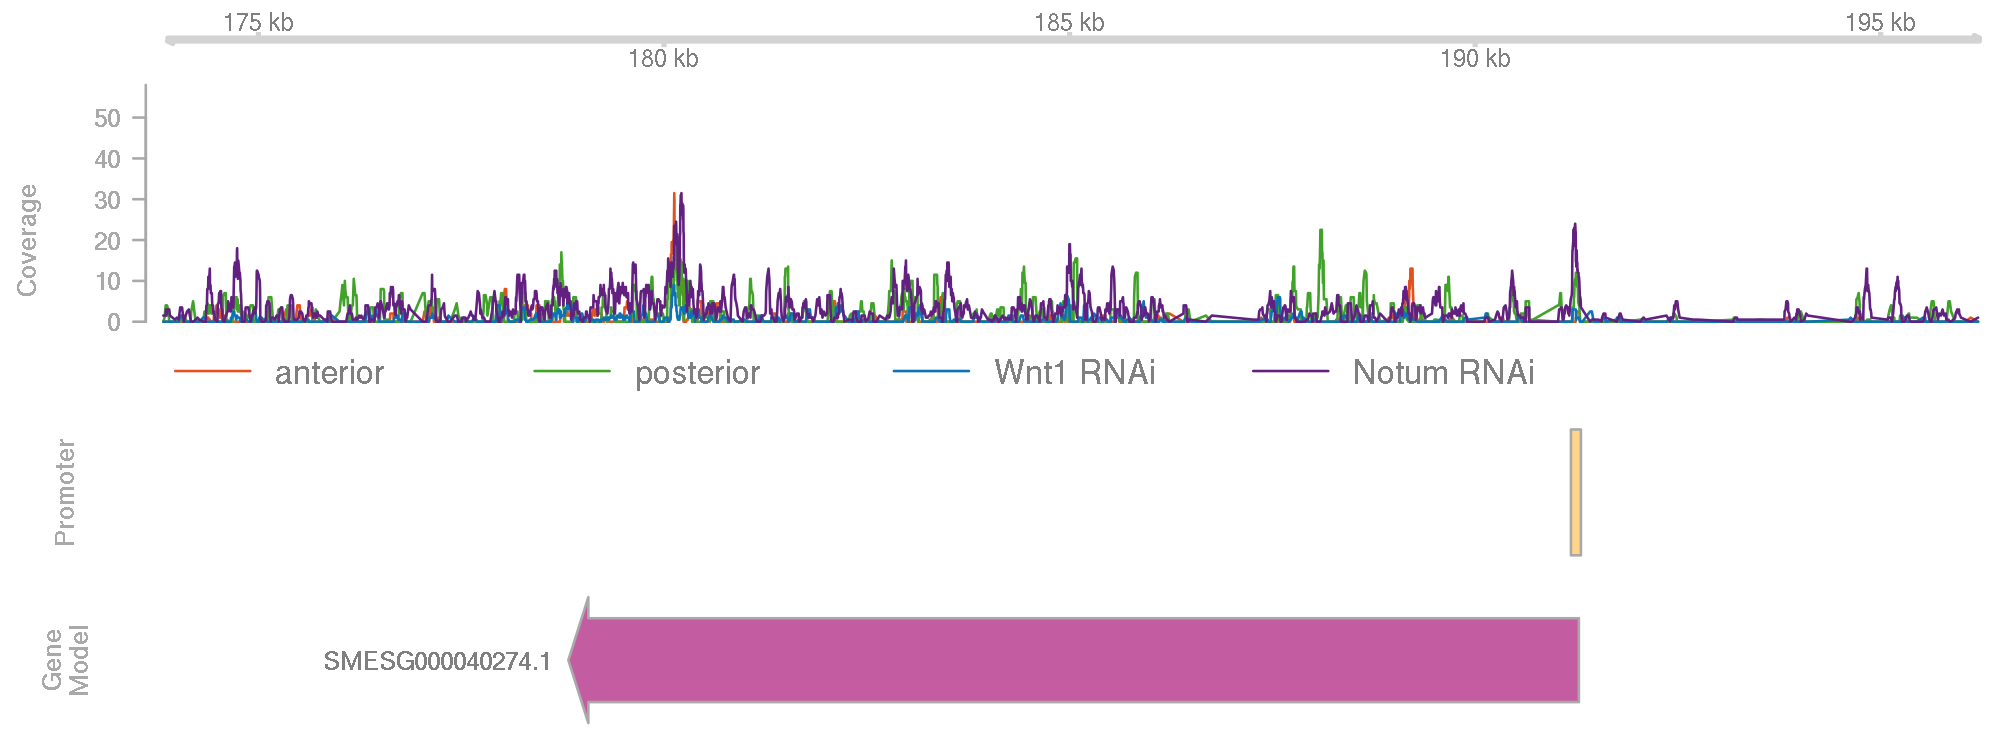 175 kb
185 kb
195 kb
180 kb
190 kb
Coverage
50
40
30
20
10
0
anterior
posterior
Wnt1 RNAi
Notum RNAi
Promoter
Gene
Model
SMESG000040274.1